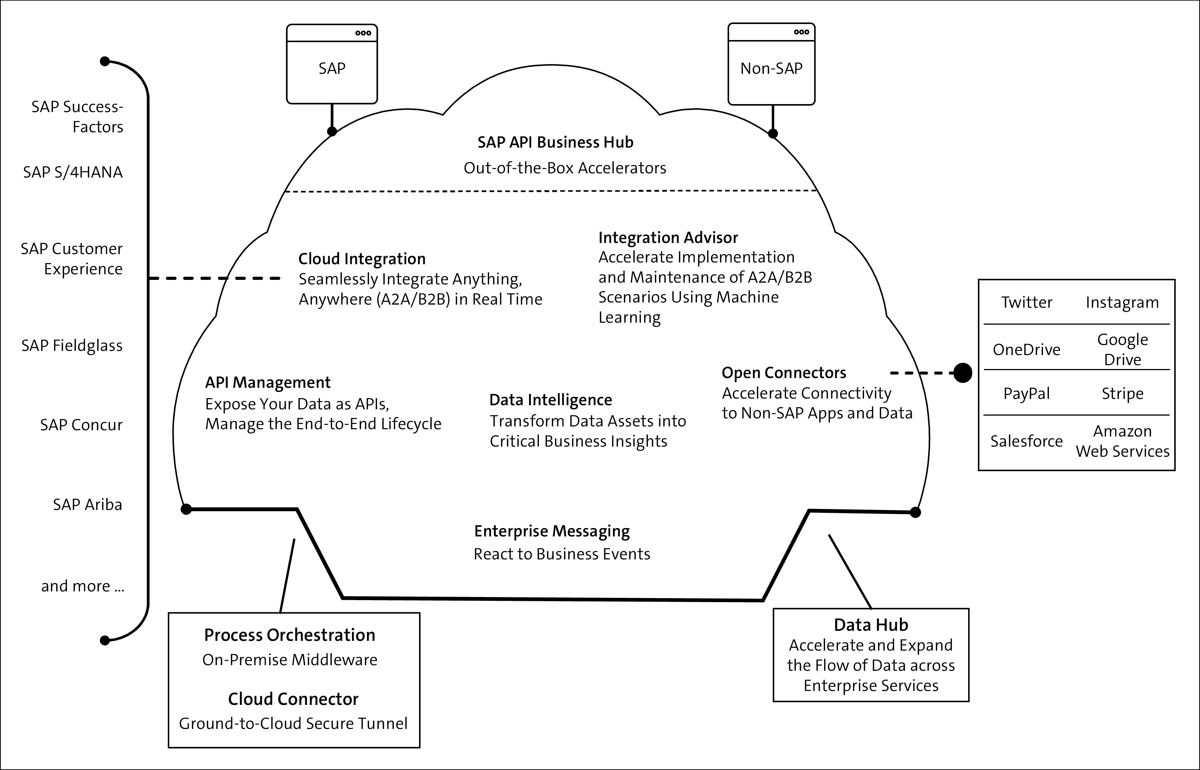 SAP
Non-SAP
SAP Success-
Factors
SAP S/4HANA
SAP Customer
Experience
SAP Fieldglass
SAP Concur
SAP Ariba
and more ...
SAP API Business Hub
Out-of-the-Box Accelerators
Cloud Integration
Seamlessly Integrate Anything,
Anywhere (A2A/B2B) in Real Time
Integration Advisor
Accelerate Implementation
and Maintenance of A2A/B2B
Scenarios Using Machine
Learning
API Management
Expose Your Data as APIs,
Manage the End-to-End Lifecycle
Data Intelligence
Transform Data Assets into
Critical Business Insights
Open Connectors
Accelerate Connectivity
to Non-SAP Apps and Data
Enterprise Messaging
React to Business Events
Twitter
Instagram
OneDrive
Google
Drive
PayPal
Stripe
Salesforce
Amazon
Web Services
Process Orchestration
On-Premise Middleware
Cloud Connector
Ground-to-Cloud Secure Tunnel
Data Hub
Accelerate and Expand
the Flow of Data across
Enterprise Services